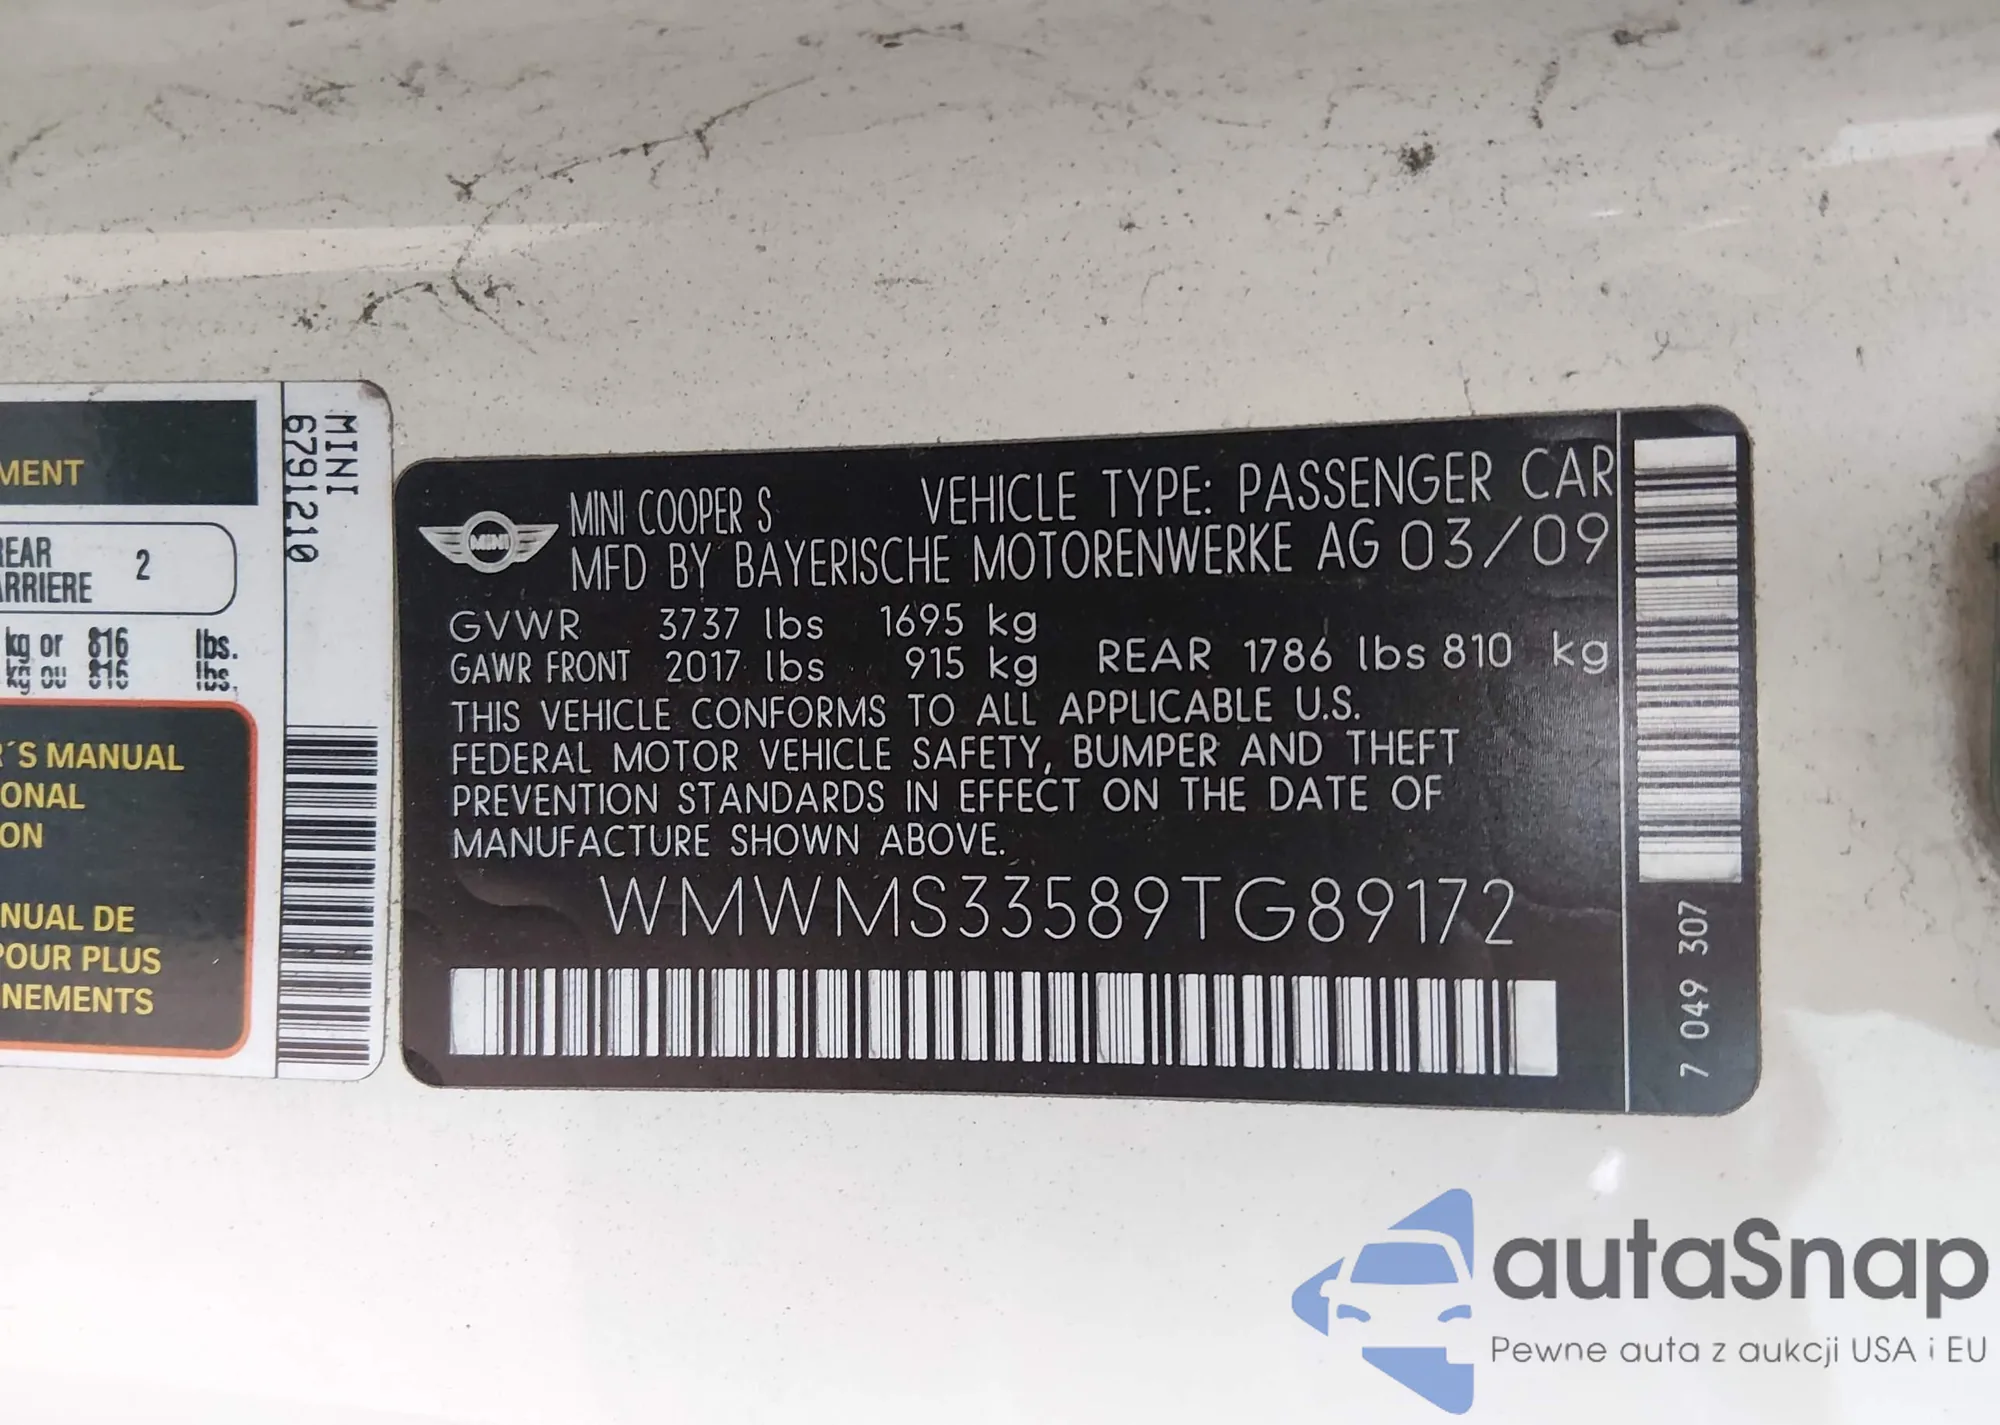 MENT
REAR 2
ARRIERE
kg or 816 lbs.
kg ou 816 lbs.
R´S MANUAL
ONAL
ON
NUAL DE
POUR PLUS
NEMENTS
MINI
6791210
MINI
MINI COOPER S VEHICLE TYPE: PASSENGER CAR
MFD BY BAYERISCHE MOTORENWERKE AG 03/09
GVWR 3737 lbs 1695 kg
GAWR FRONT 2017 lbs 915 kg REAR 1786 lbs 810 kg
THIS VEHICLE CONFORMS TO ALL APPLICABLE U.S.
FEDERAL MOTOR VEHICLE SAFETY, BUMPER AND THEFT
PREVENTION STANDARDS IN EFFECT ON THE DATE OF
MANUFACTURE SHOWN ABOVE.
WMWMS33589TG89172
7 049 307
autaSnap
Pewne auta z aukcji USA i EU